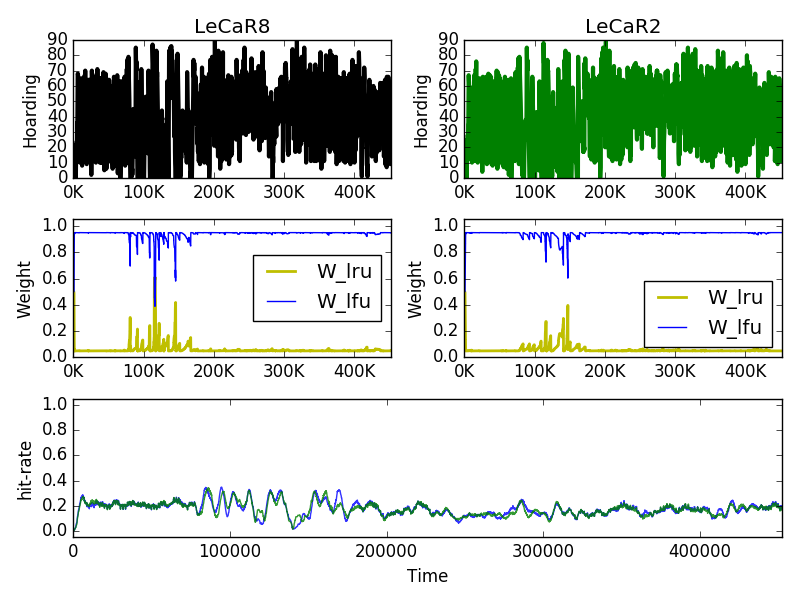 LeCaR8
LeCaR2
Hoarding
90
80
70
60
50
40
30
20
10
0
0K 100K 200K 300K 400K
Hoarding
90
80
70
60
50
40
30
20
10
0
0K 100K 200K 300K 400K
Weight
1.0
0.8
0.6
0.4
0.2
0.0
W_lru
W_lfu
0K 100K 200K 300K 400K
Weight
1.0
0.8
0.6
0.4
0.2
0.0
W_lru
W_lfu
0K 100K 200K 300K 400K
hit-rate
1.0
0.8
0.6
0.4
0.2
0.0
0 100000 200000 300000 400000
Time